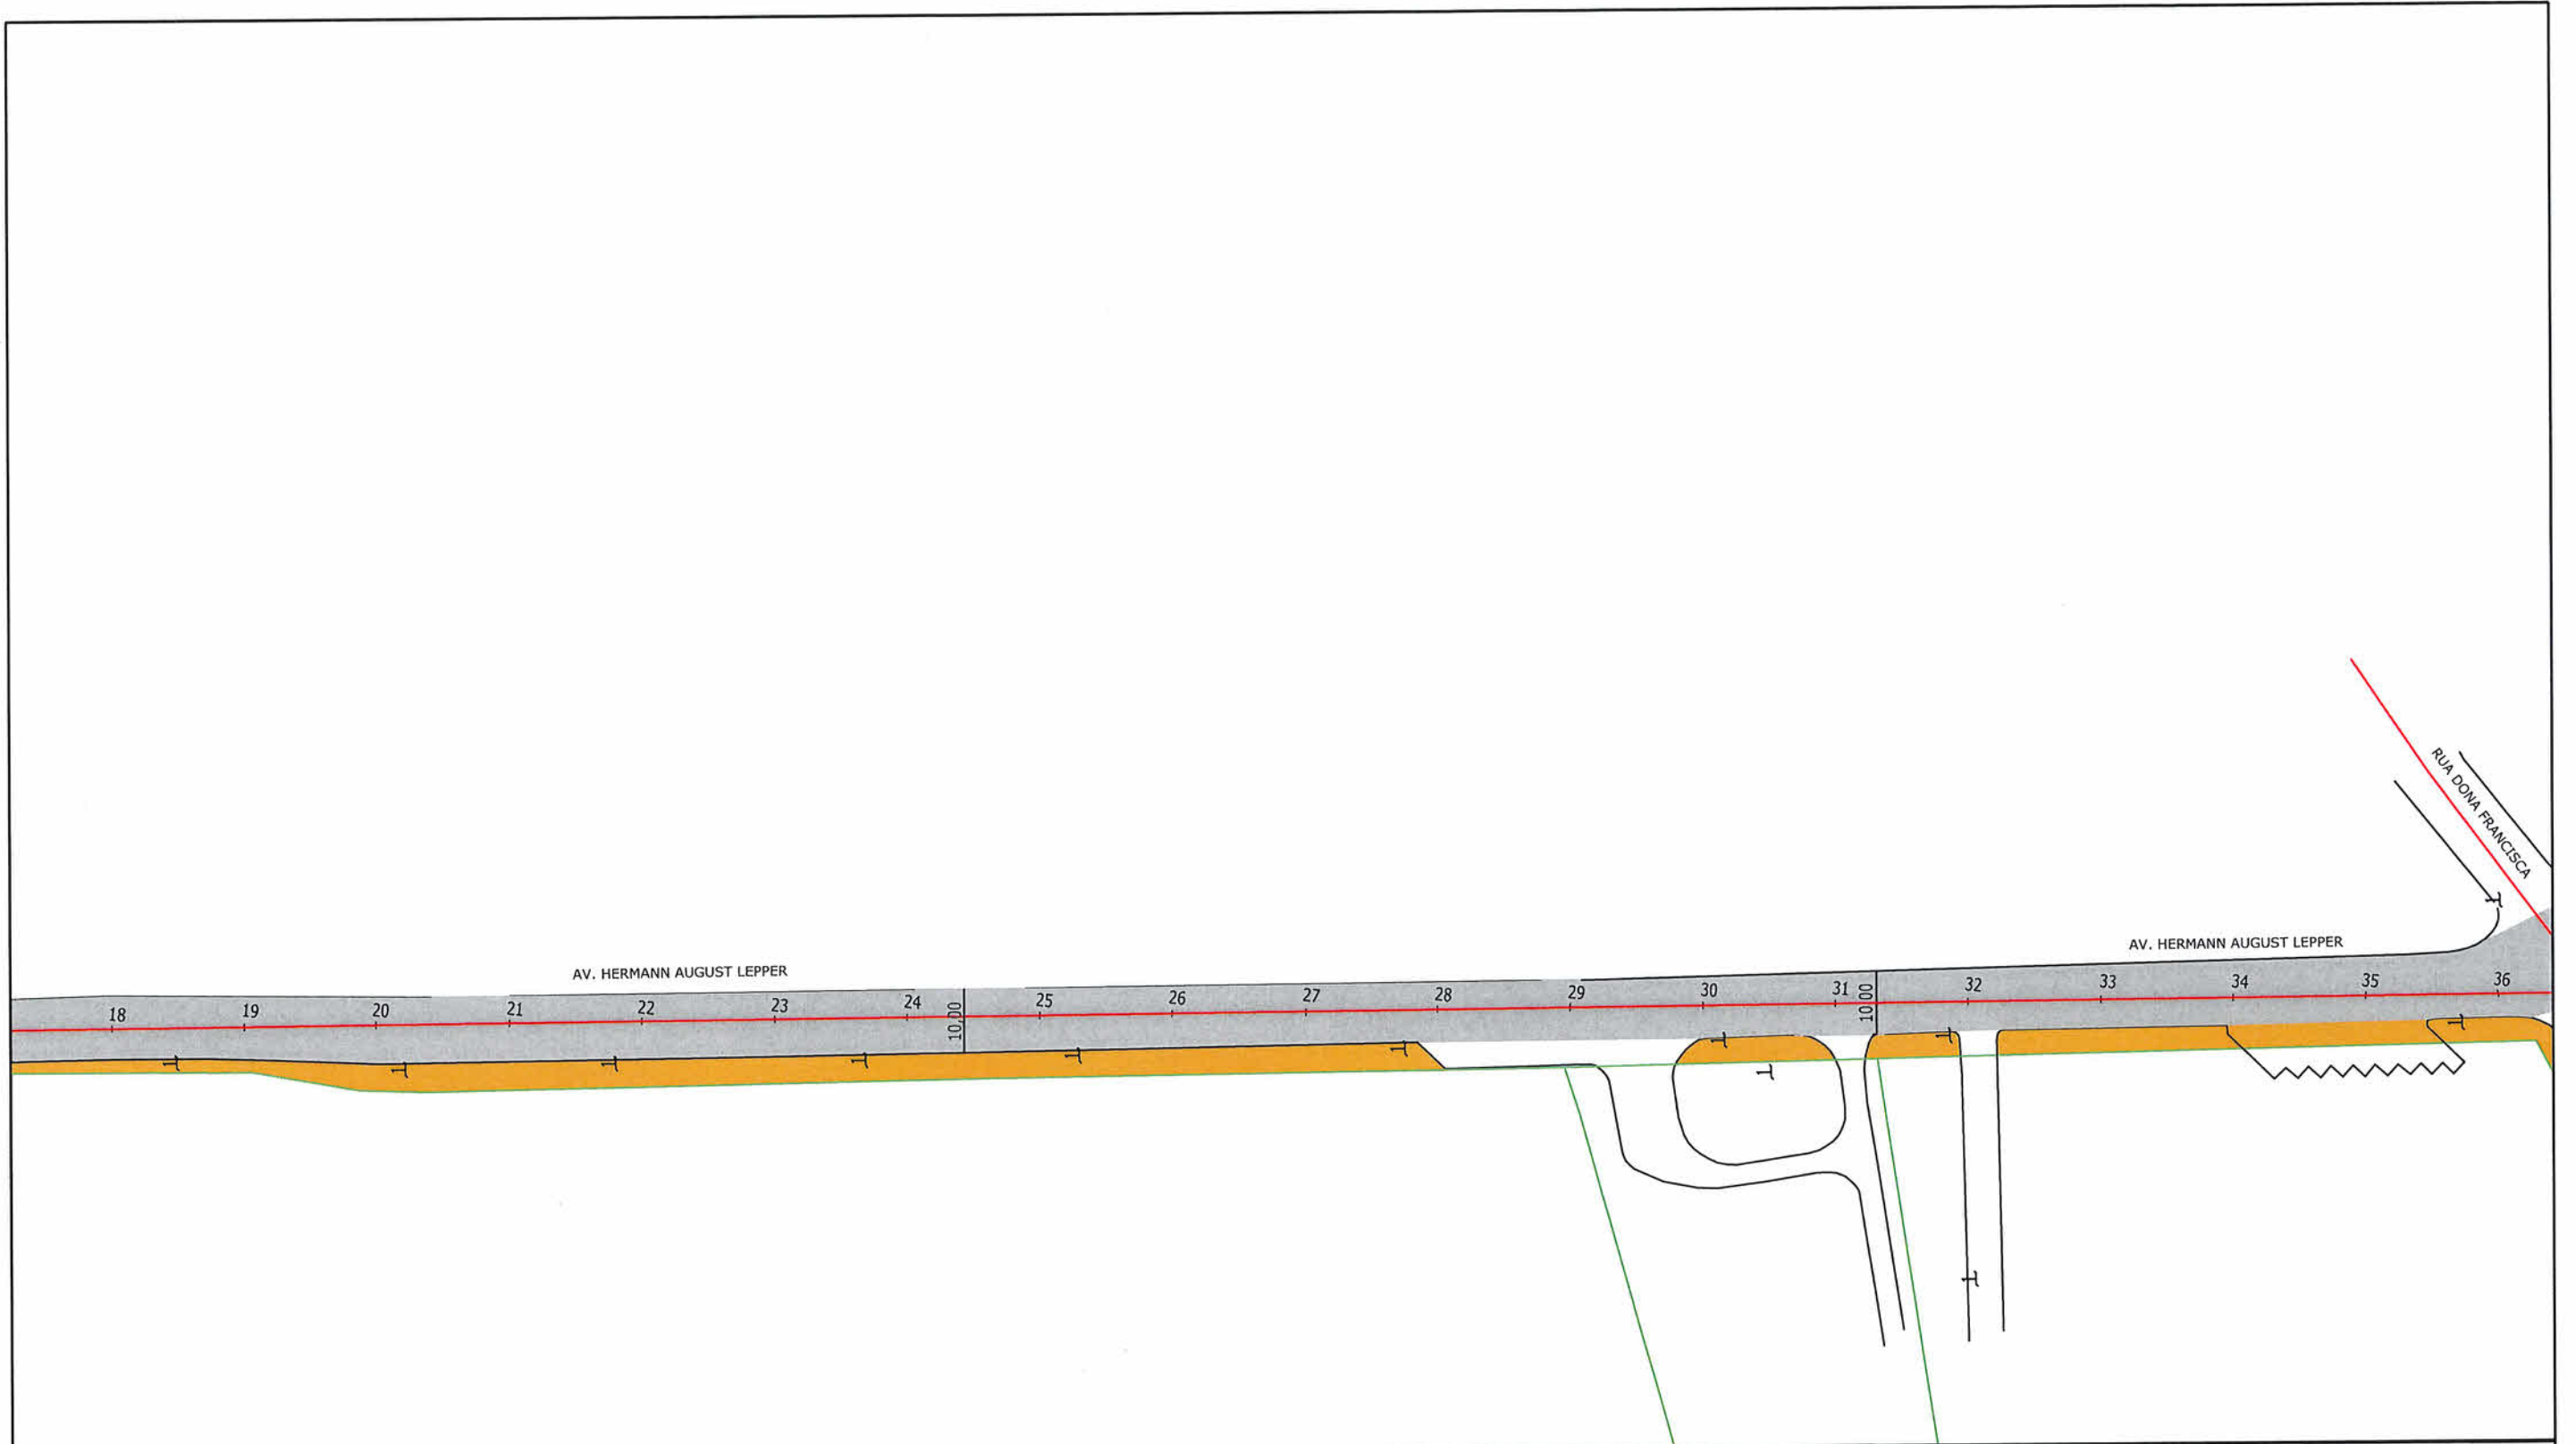 RUA DONA FRANCISCA
AV. HERMANN AUGUST LEPPER
AV. HERMANN AUGUST LEPPER
18 19 20 21 22 23 24 25 26 27 28 29 30 31 32 33 34 35 36
10,00
10,00